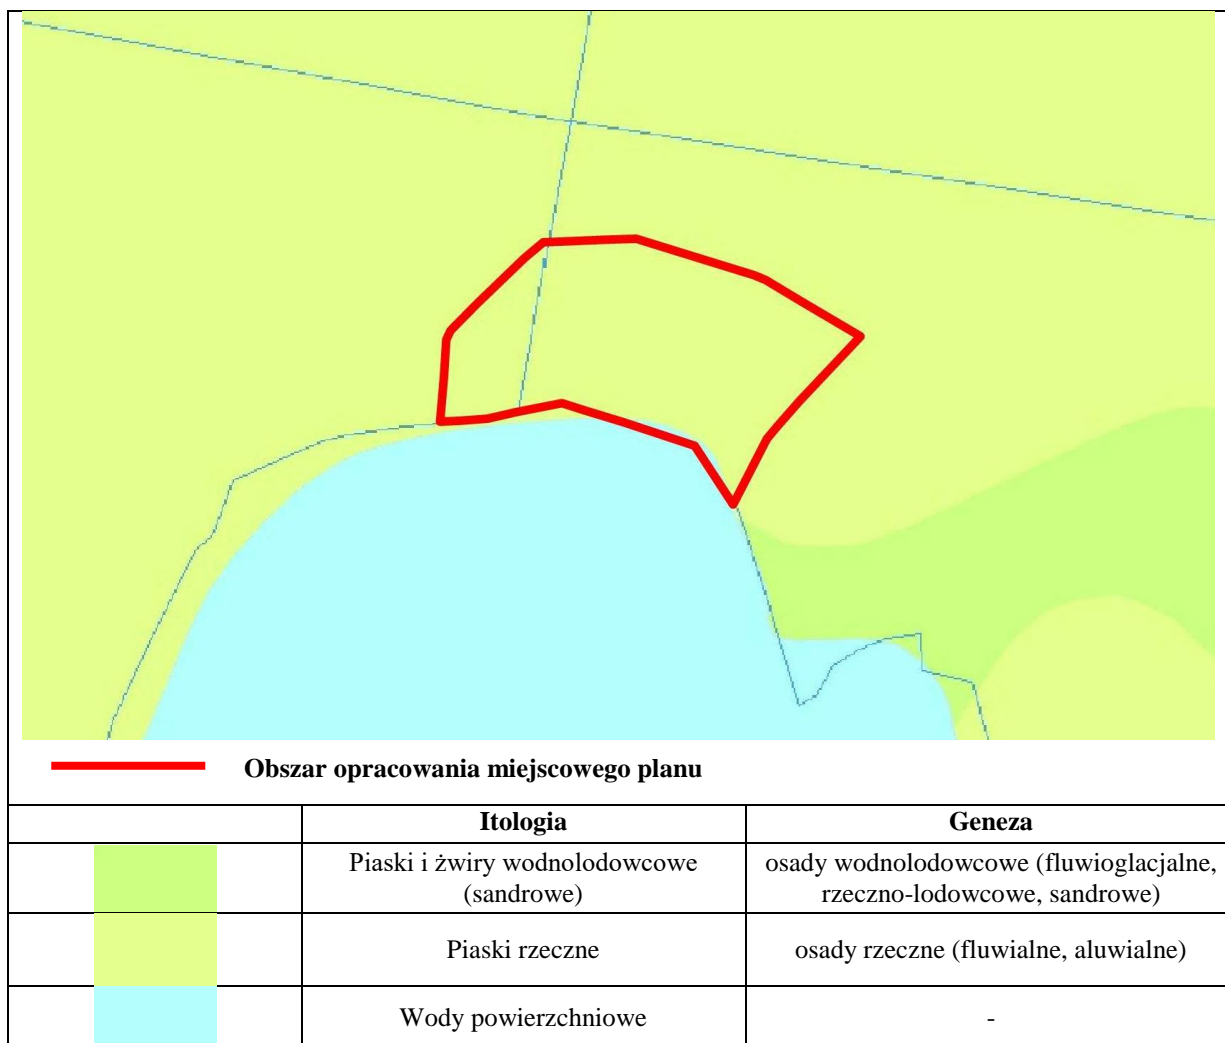 Obszar opracowania miejscowego planu
Itologia
Geneza
Piaski i żwiry wodnolodowcowe
(sandrowe)
osady wodnolodowcowe (fluwioglacjalne,
rzeczno-lodowcowe, sandrowe)
Piaski rzeczne
osady rzeczne (fluwialne, aluwialne)
Wody powierzchniowe
-